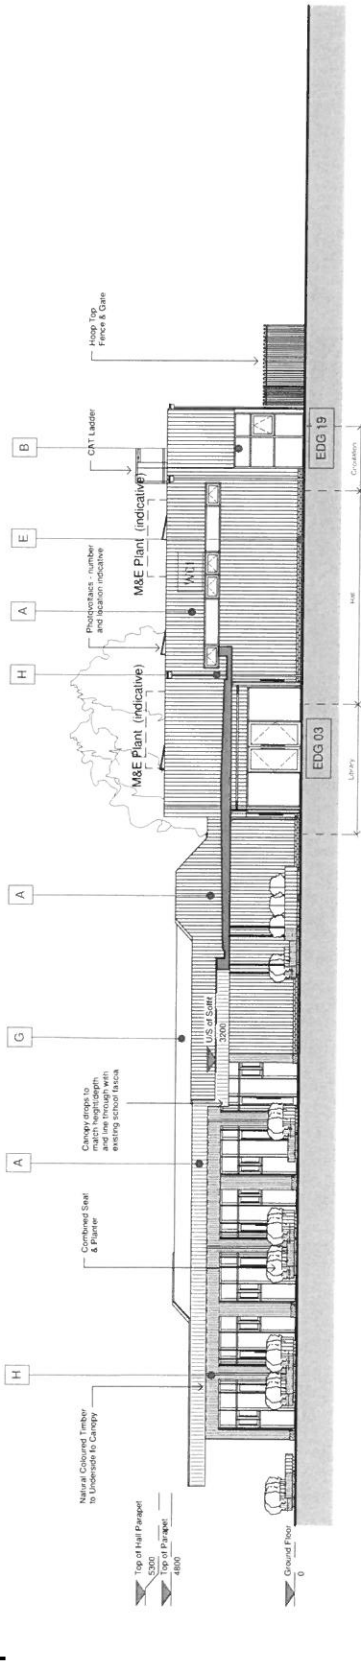 H
Natural Coloured Timber
to Underside to Canopy
Combined Seat
& Planter
A
Canopy drops to
match height/depth
and line through with
existing school fascia
G
A
H
A
Photovoltaics - number
and location indicative
E
CAT Ladder
B
Hoop Top
Fence & Gate
Top of Hall Parapet
5300
Top of Parapet
4800
Ground Floor
0
U/S of Soffit
3200
M&E Plant (indicative)
M&E Plant (indicative)
W01
EDG 03
EDG 19
Library
Hall
Circulation